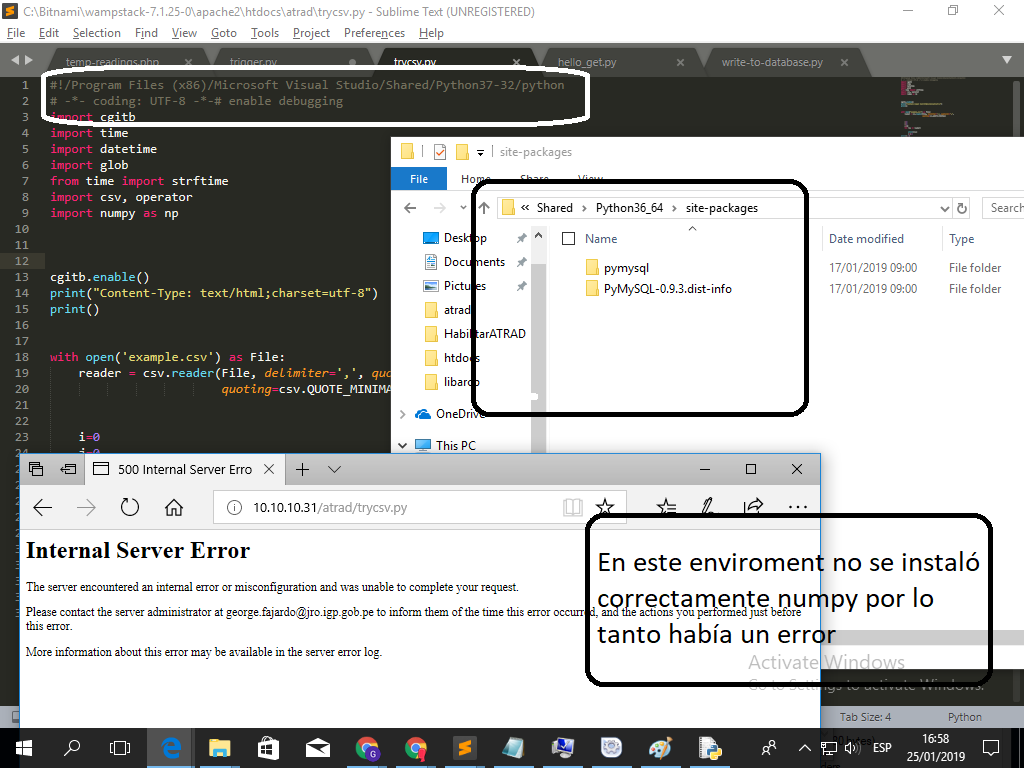 C:\Bitnami\wampstack-7.1.25-0\apache2\htdocs\atrad\trycsv.py - Sublime Text (UNREGISTERED)
File Edit Selection Find View Goto Tools Project Preferences Help
temp-readings.php trigger.py trycsv.py hello_get.py write-to-database.py
1 #!/Program Files (x86)/Microsoft Visual Studio/Shared/Python37-32/python
2 # -*- coding: UTF-8 -*-# enable debugging
3 import cgitb
4 import time
5 import datetime
6 import glob
7 from time import strftime
8 import csv, operator
9 import numpy as np
10
11
12
13 cgitb.enable()
14 print("Content-Type: text/html;charset=utf-8")
15 print()
16
17
18 with open('example.csv') as File:
19 reader = csv.reader(File, delimiter=',', quo
20 quoting=csv.QUOTE_MINIMA
21
22
23 i=0
24
site-packages
File Home Share View
« Shared > Python36_64 > site-packages
Search
Name Date modified Type
pymysql 17/01/2019 09:00 File folder
PyMySQL-0.9.3.dist-info 17/01/2019 09:00 File folder
Desktop
Documents
Pictures
atrad
HabilitarATRAD
htdocs
libarop
OneDrive
This PC
500 Internal Server Erro
10.10.10.31/atrad/trycsv.py
Internal Server Error
The server encountered an internal error or misconfiguration and was unable to complete your request.
Please contact the server administrator at george.fajardo@jro.igp.gob.pe to inform them of the time this error occurred, and the actions you performed just before
this error.
More information about this error may be available in the server error log.
En este enviroment no se instaló
correctamente numpy por lo
tanto había un error
Activate Windows
Go to Settings to activate Windows.
Tab Size: 4 Python
ESP
16:58
25/01/2019